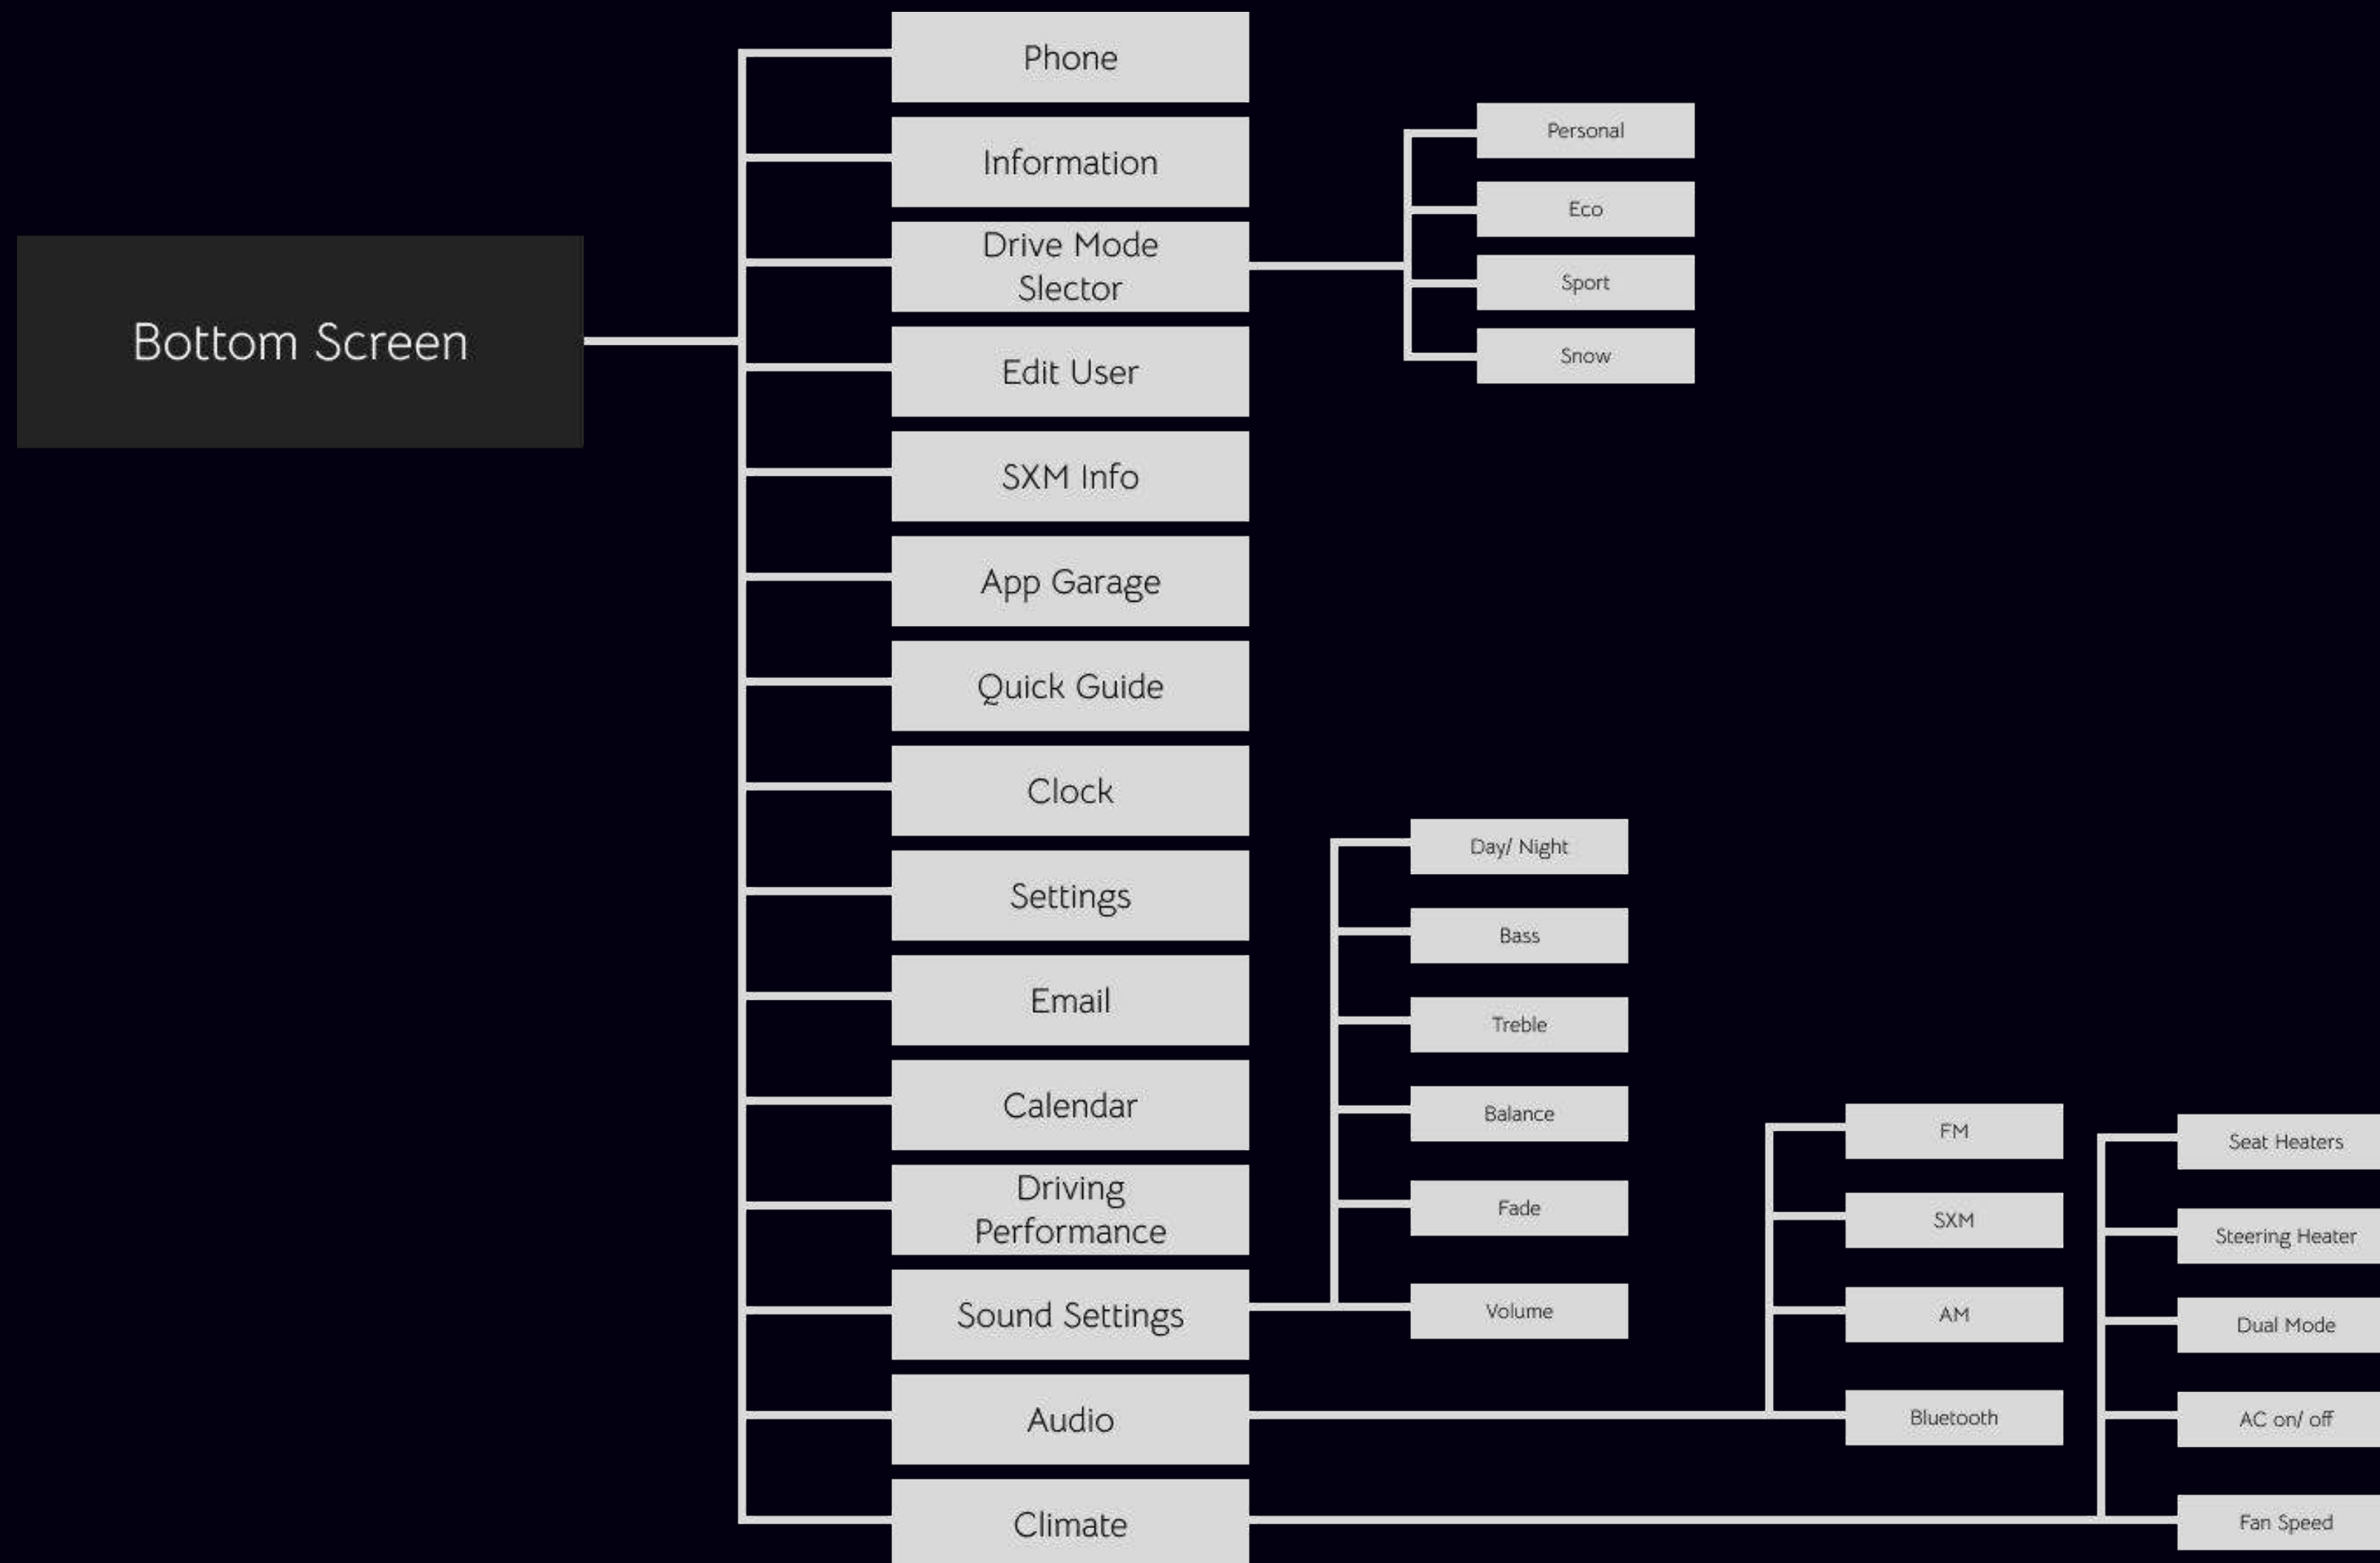 Bottom Screen
Phone
Information
Drive Mode
Slector
Edit User
SXM Info
App Garage
Quick Guide
Clock
Settings
Email
Calendar
Driving
Performance
Sound Settings
Audio
Climate
Personal
Eco
Sport
Snow
Day/ Night
Bass
Treble
Balance
Fade
Volume
FM
SXM
AM
Bluetooth
Seat Heaters
Steering Heater
Dual Mode
AC on/ off
Fan Speed